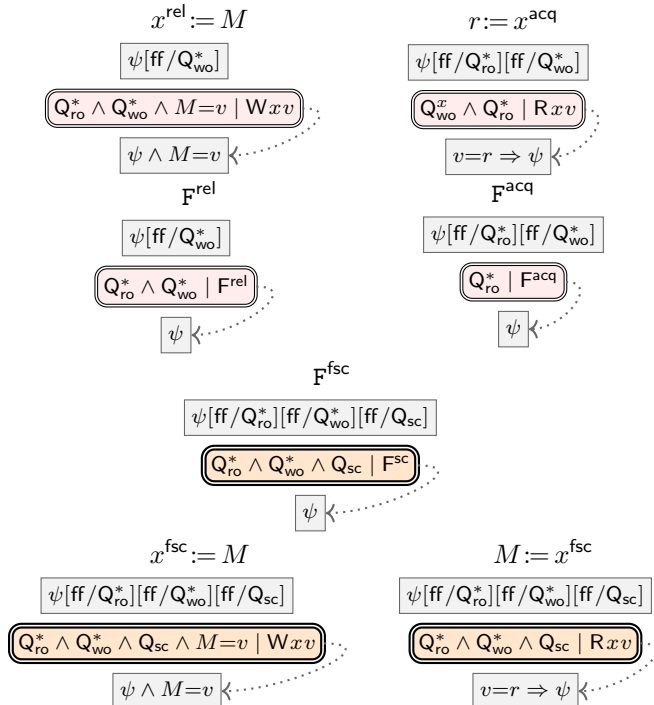 x^rel := M
ψ[ff/Q*_wo]
Q*_ro ∧ Q*_wo ∧ M=v | W x v
ψ ∧ M=v
r := x^acq
ψ[ff/Q*_ro][ff/Q*_wo]
Q^x_wo ∧ Q*_ro | R x v
v=r ⇒ ψ
F^rel
ψ[ff/Q*_wo]
Q*_ro ∧ Q*_wo | F^rel
ψ
F^acq
ψ[ff/Q*_ro][ff/Q*_wo]
Q*_ro | F^acq
ψ
F^fsc
ψ[ff/Q*_ro][ff/Q*_wo][ff/Q_sc]
Q*_ro ∧ Q*_wo ∧ Q_sc | F^sc
ψ
x^fsc := M
ψ[ff/Q*_ro][ff/Q*_wo][ff/Q_sc]
Q*_ro ∧ Q*_wo ∧ Q_sc ∧ M=v | W x v
ψ ∧ M=v
M := x^fsc
ψ[ff/Q*_ro][ff/Q*_wo][ff/Q_sc]
Q*_ro ∧ Q*_wo ∧ Q_sc | R x v
v=r ⇒ ψ